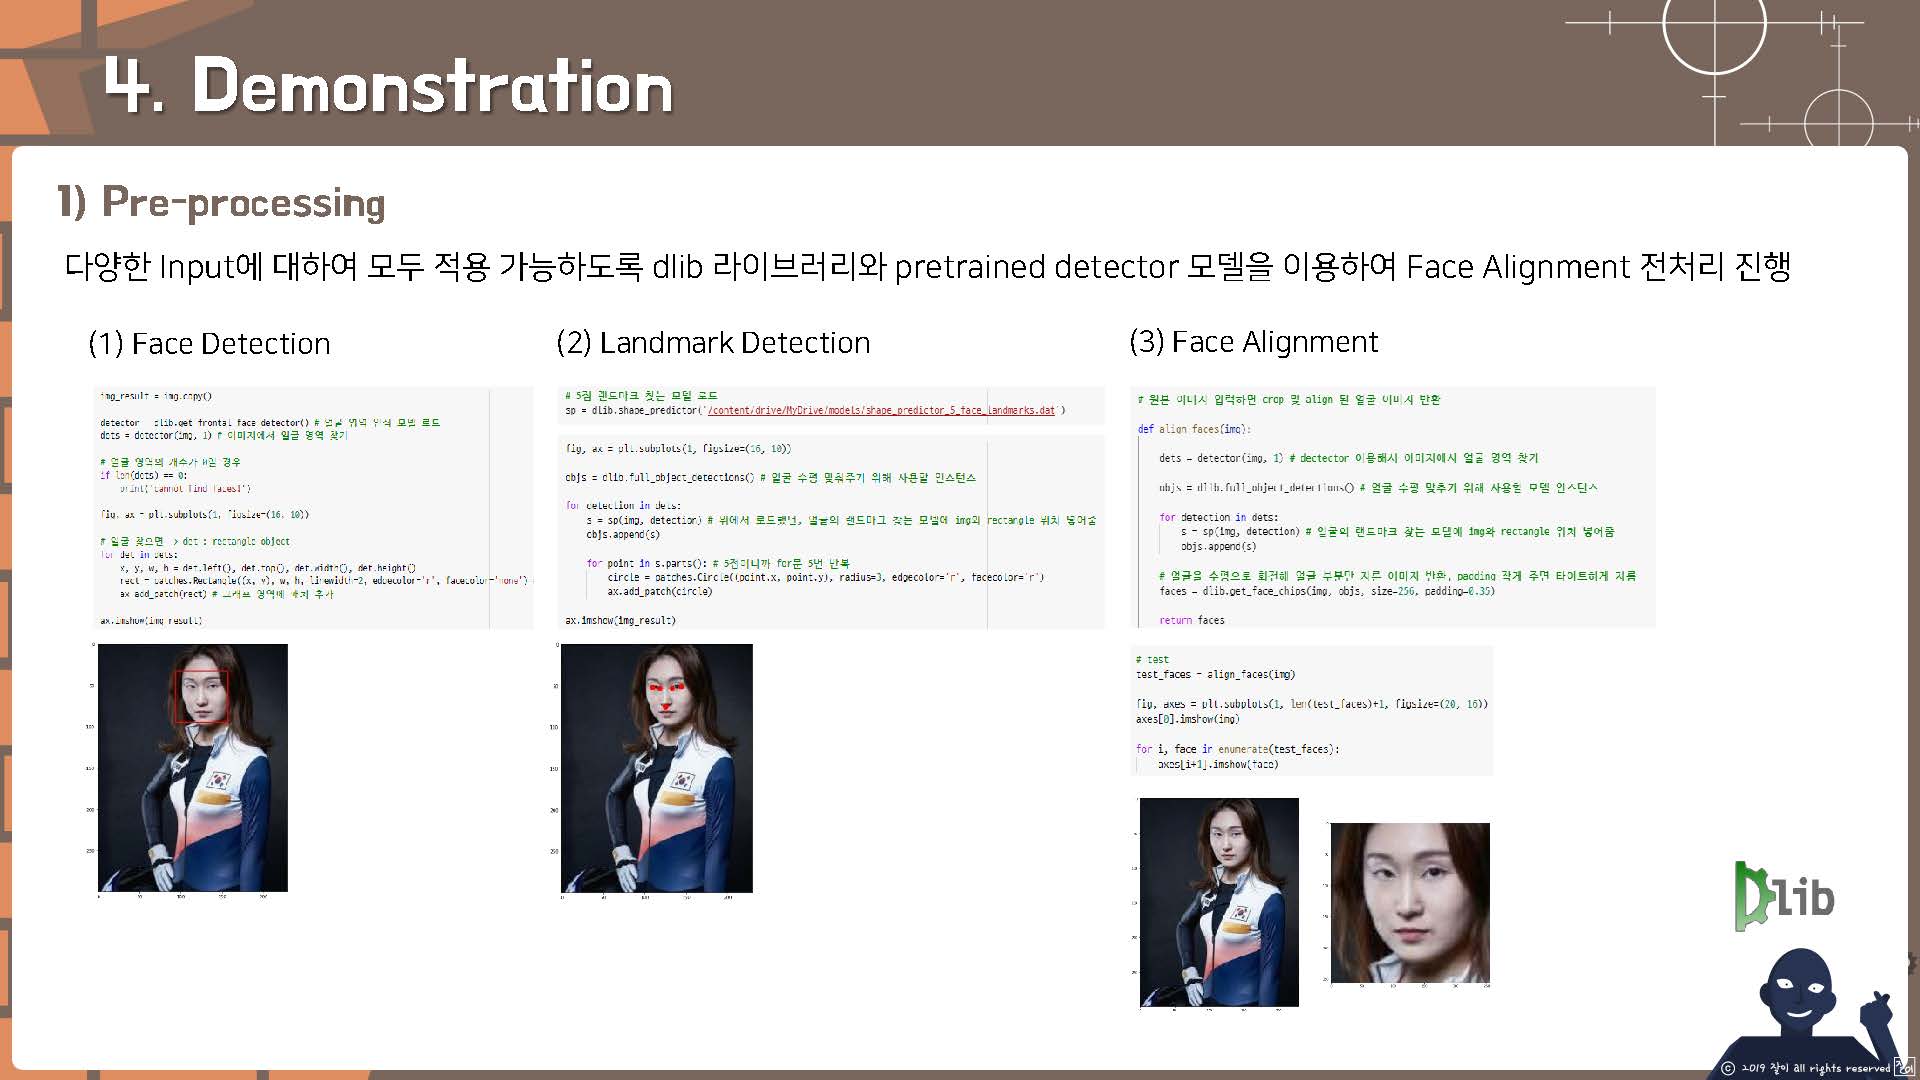 4. Demonstration
1) Pre-processing
다양한 Input에 대하여 모두 적용 가능하도록 dlib 라이브러리와 pretrained detector 모델을 이용하여 Face Alignment 전처리 진행
(1) Face Detection
img_result = img.copy()
detector = dlib.get_frontal_face_detector() # 얼굴 영역 인식 모델 로드
dets = detector(img, 1) # 이미지에서 얼굴 영역 찾기
# 얼굴 영역의 개수가 0일 경우
if len(dets) == 0:
print('cannot find faces!')
fig, ax = plt.subplots(1, figsize=(16, 10))
# 얼굴 찾으면 -> det : rectangle object
for det in dets:
x, y, w, h = det.left(), det.top(), det.width(), det.height()
rect = patches.Rectangle((x, y), w, h, linewidth=2, edgecolor='r', facecolor='none')
ax.add_patch(rect) # 그래프 영역에 패치 추가
ax.imshow(img_result)
(2) Landmark Detection
# 5점 랜드마크 찾는 모델 로드
sp = dlib.shape_predictor('/content/drive/MyDrive/models/shape_predictor_5_face_landmarks.dat')
fig, ax = plt.subplots(1, figsize=(16, 10))
objs = dlib.full_object_detections() # 얼굴 수평 맞춰주기 위해 사용할 인스턴스
for detection in dets:
s = sp(img, detection) # 위에서 로드했던, 얼굴의 랜드마크 찾는 모델에 img와 rectangle 위치 넣어줌
objs.append(s)
for point in s.parts(): # 5점이니까 for문 5번 반복
circle = patches.Circle((point.x, point.y), radius=3, edgecolor='r', facecolor='r')
ax.add_patch(circle)
ax.imshow(img_result)
(3) Face Alignment
# 원본 이미지 입력하면 crop 및 align 된 얼굴 이미지 반환
def align_faces(img):
dets = detector(img, 1) # dectector 이용해서 이미지에서 얼굴 영역 찾기
objs = dlib.full_object_detections() # 얼굴 수평 맞추기 위해 사용할 모델 인스턴스
for detection in dets:
s = sp(img, detection) # 얼굴의 랜드마크 찾는 모델에 img와 rectangle 위치 넣어줌
objs.append(s)
# 얼굴을 수평으로 회전해 얼굴 부분만 자른 이미지 반환, padding 작게 주면 타이트하게 자름
faces = dlib.get_face_chips(img, objs, size=256, padding=0.35)
return faces
# test
test_faces = align_faces(img)
fig, axes = plt.subplots(1, len(test_faces)+1, figsize=(20, 16))
axes[0].imshow(img)
for i, face in enumerate(test_faces):
axes[i+1].imshow(face)
Dlib
© 2019 잘이 all rights reserved